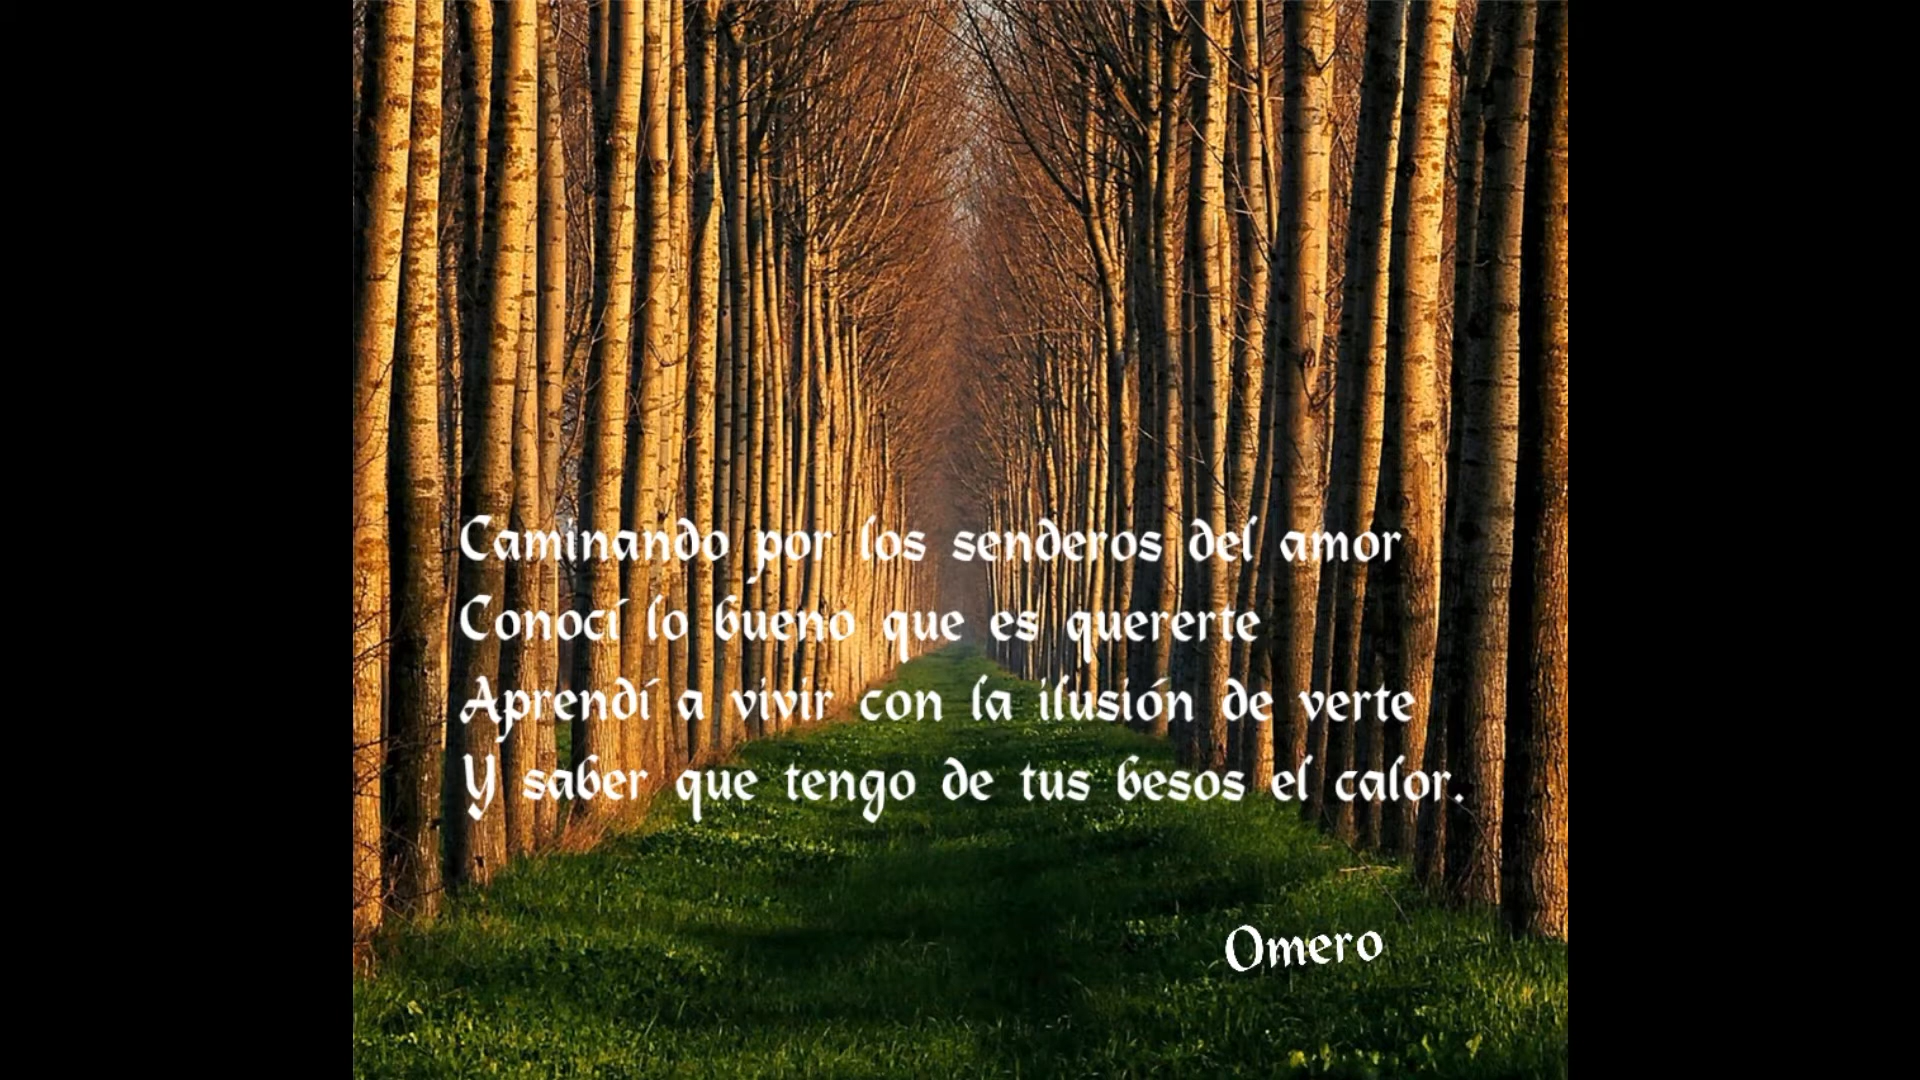 Caminando por los senderos del amor
Conocí lo bueno que es quererte
Aprendí a vivir con la ilusión de verte
Y saber que tengo de tus besos el calor.
Omero